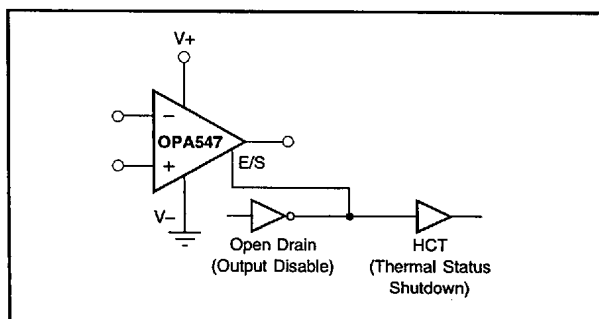 V+
−
OPA547
+
E/S
V−
Open Drain
(Output Disable)
HCT
(Thermal Status
Shutdown)